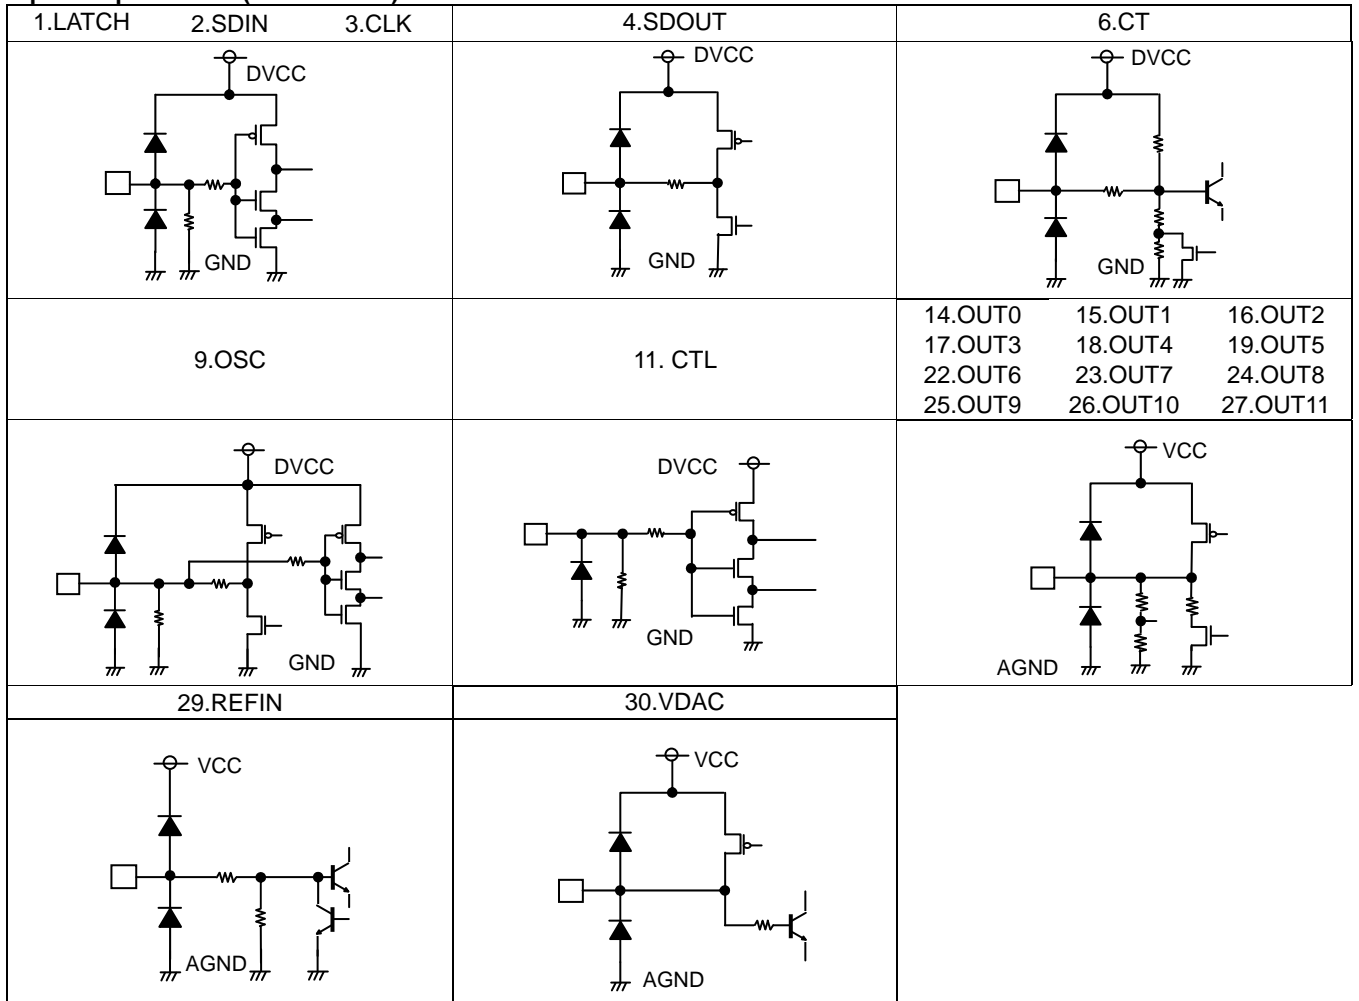 1.LATCH 2.SDIN 3.CLK
4.SDOUT
6.CT
DVCC
GND
DVCC
GND
DVCC
GND
9.OSC
11. CTL
14.OUT0 15.OUT1 16.OUT2
17.OUT3 18.OUT4 19.OUT5
22.OUT6 23.OUT7 24.OUT8
25.OUT9 26.OUT10 27.OUT11
DVCC
GND
DVCC
GND
VCC
AGND
29.REFIN
30.VDAC
VCC
AGND
VCC
AGND